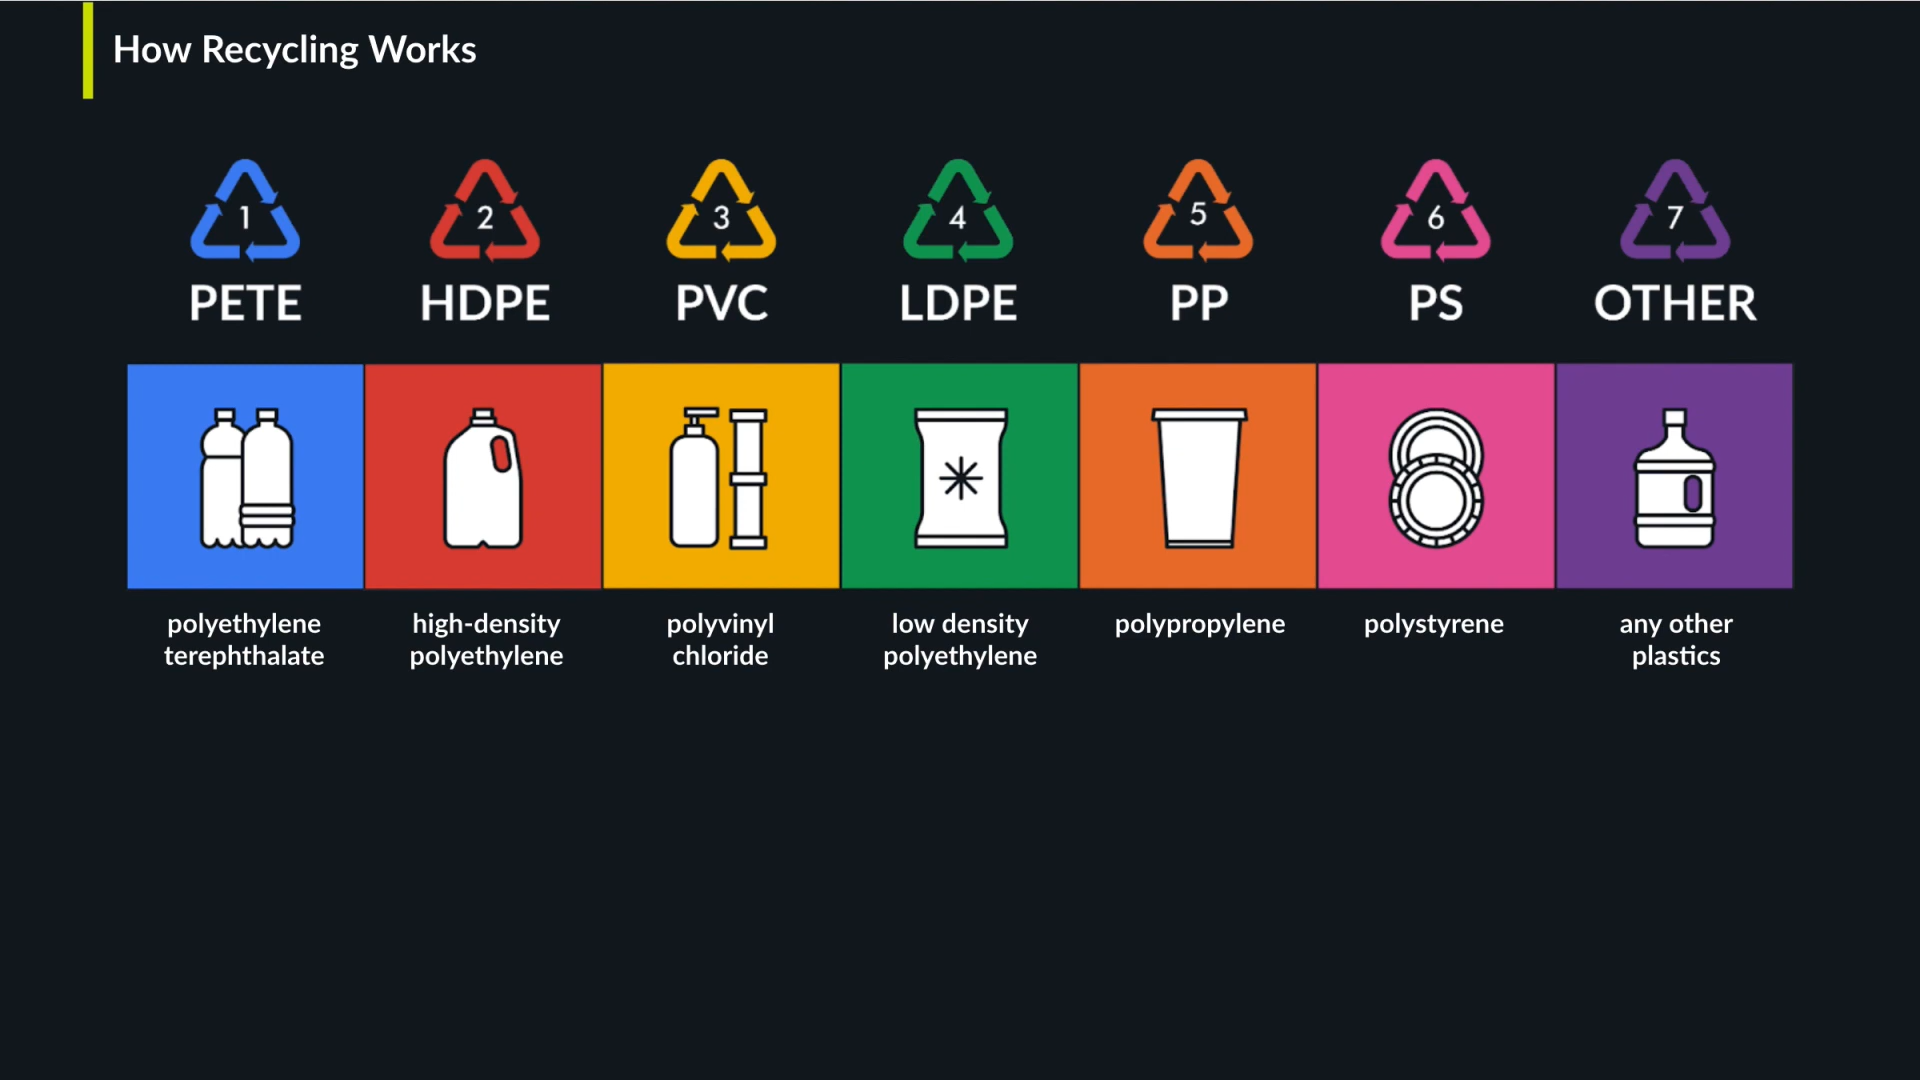 How Recycling Works
1 2 3 4 5 6 7
PETE HDPE PVC LDPE PP PS OTHER
polyethylene
terephthalate
high-density
polyethylene
polyvinyl
chloride
low density
polyethylene
polypropylene
polystyrene
any other
plastics